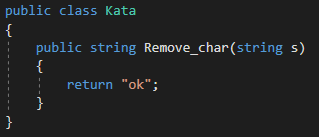 public class Kata
{
    public string Remove_char(string s)
    {
        return "ok";
    }
}